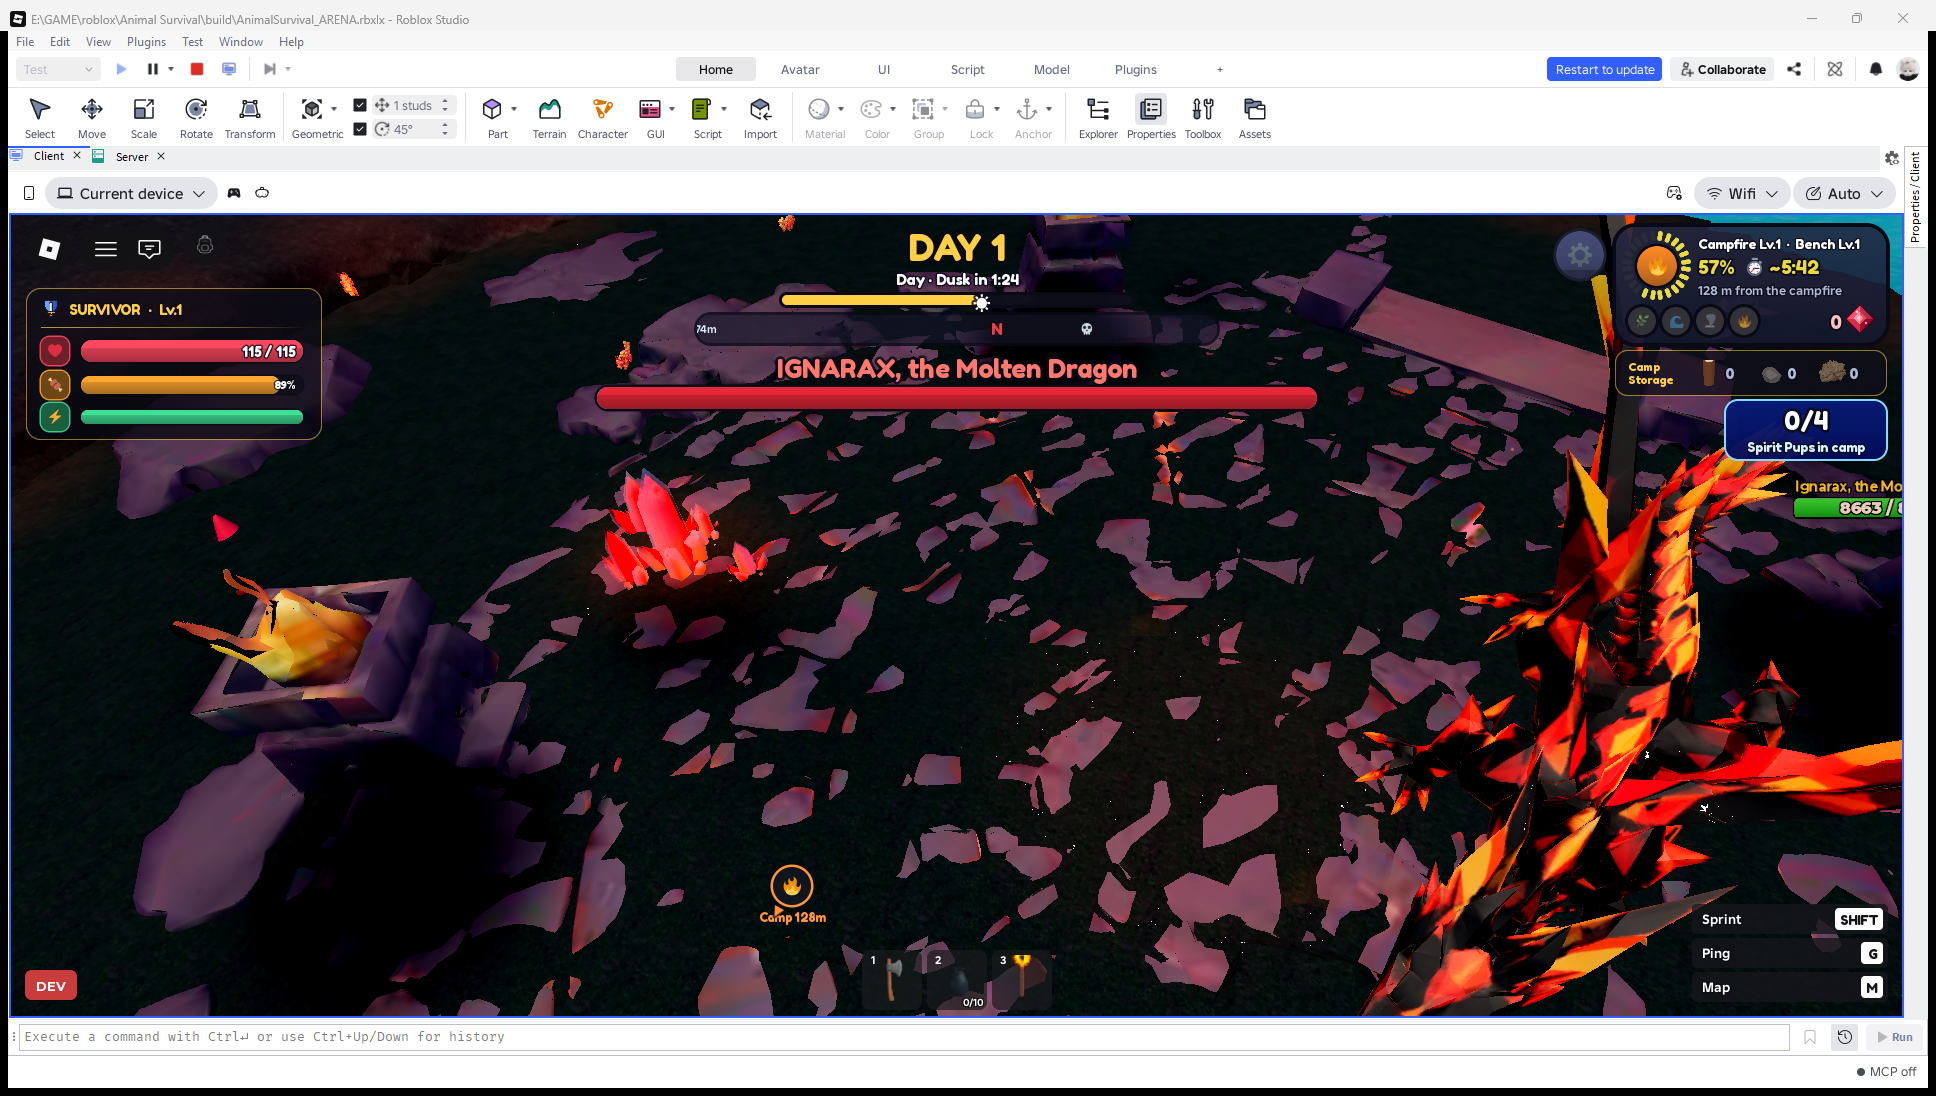 E:\GAME\roblox\Animal Survival\build\AnimalSurvival_ARENA.rbxlx - Roblox Studio
File Edit View Plugins Test Window Help
Test
Home Avatar UI Script Model Plugins +
Restart to update
Collaborate
Select Move Scale Rotate Transform
Geometric
1 studs
45°
Part Terrain Character GUI Script Import
Material Color Group Lock Anchor
Explorer Properties Toolbox Assets
Client Server
Properties / Client
Current device
Wifi
Auto
DAY 1
Day · Dusk in 1:24
74m
N
IGNARAX, the Molten Dragon
SURVIVOR · Lv.1
115 / 115
89%
Campfire Lv.1 · Bench Lv.1
57%
~5:42
128 m from the campfire
0
Camp Storage
0
0
0
0/4
Spirit Pups in camp
Ignarax, the Mo
8663 / 8
Camp 128m
1
2
0/10
3
Sprint SHIFT
Ping G
Map M
DEV
Execute a command with Ctrl↵ or use Ctrl+Up/Down for history
Run
MCP off